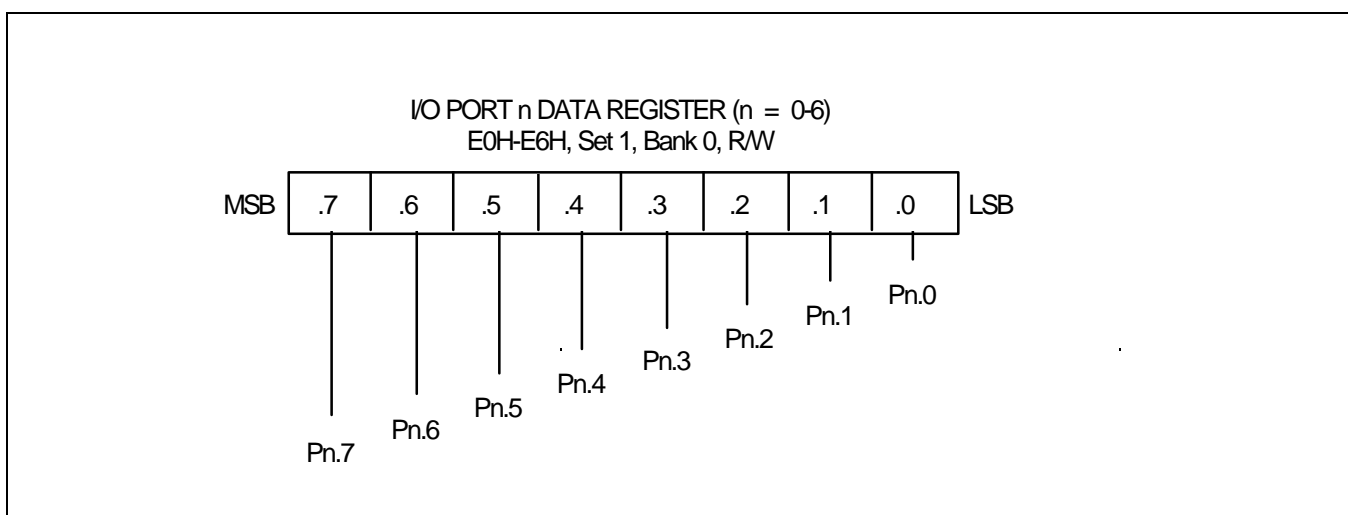 I/O PORT n DATA REGISTER (n = 0-6)
E0H-E6H, Set 1, Bank 0, R/W
MSB .7 .6 .5 .4 .3 .2 .1 .0 LSB
Pn.0
Pn.1
Pn.2
Pn.3
Pn.4
Pn.5
Pn.6
Pn.7